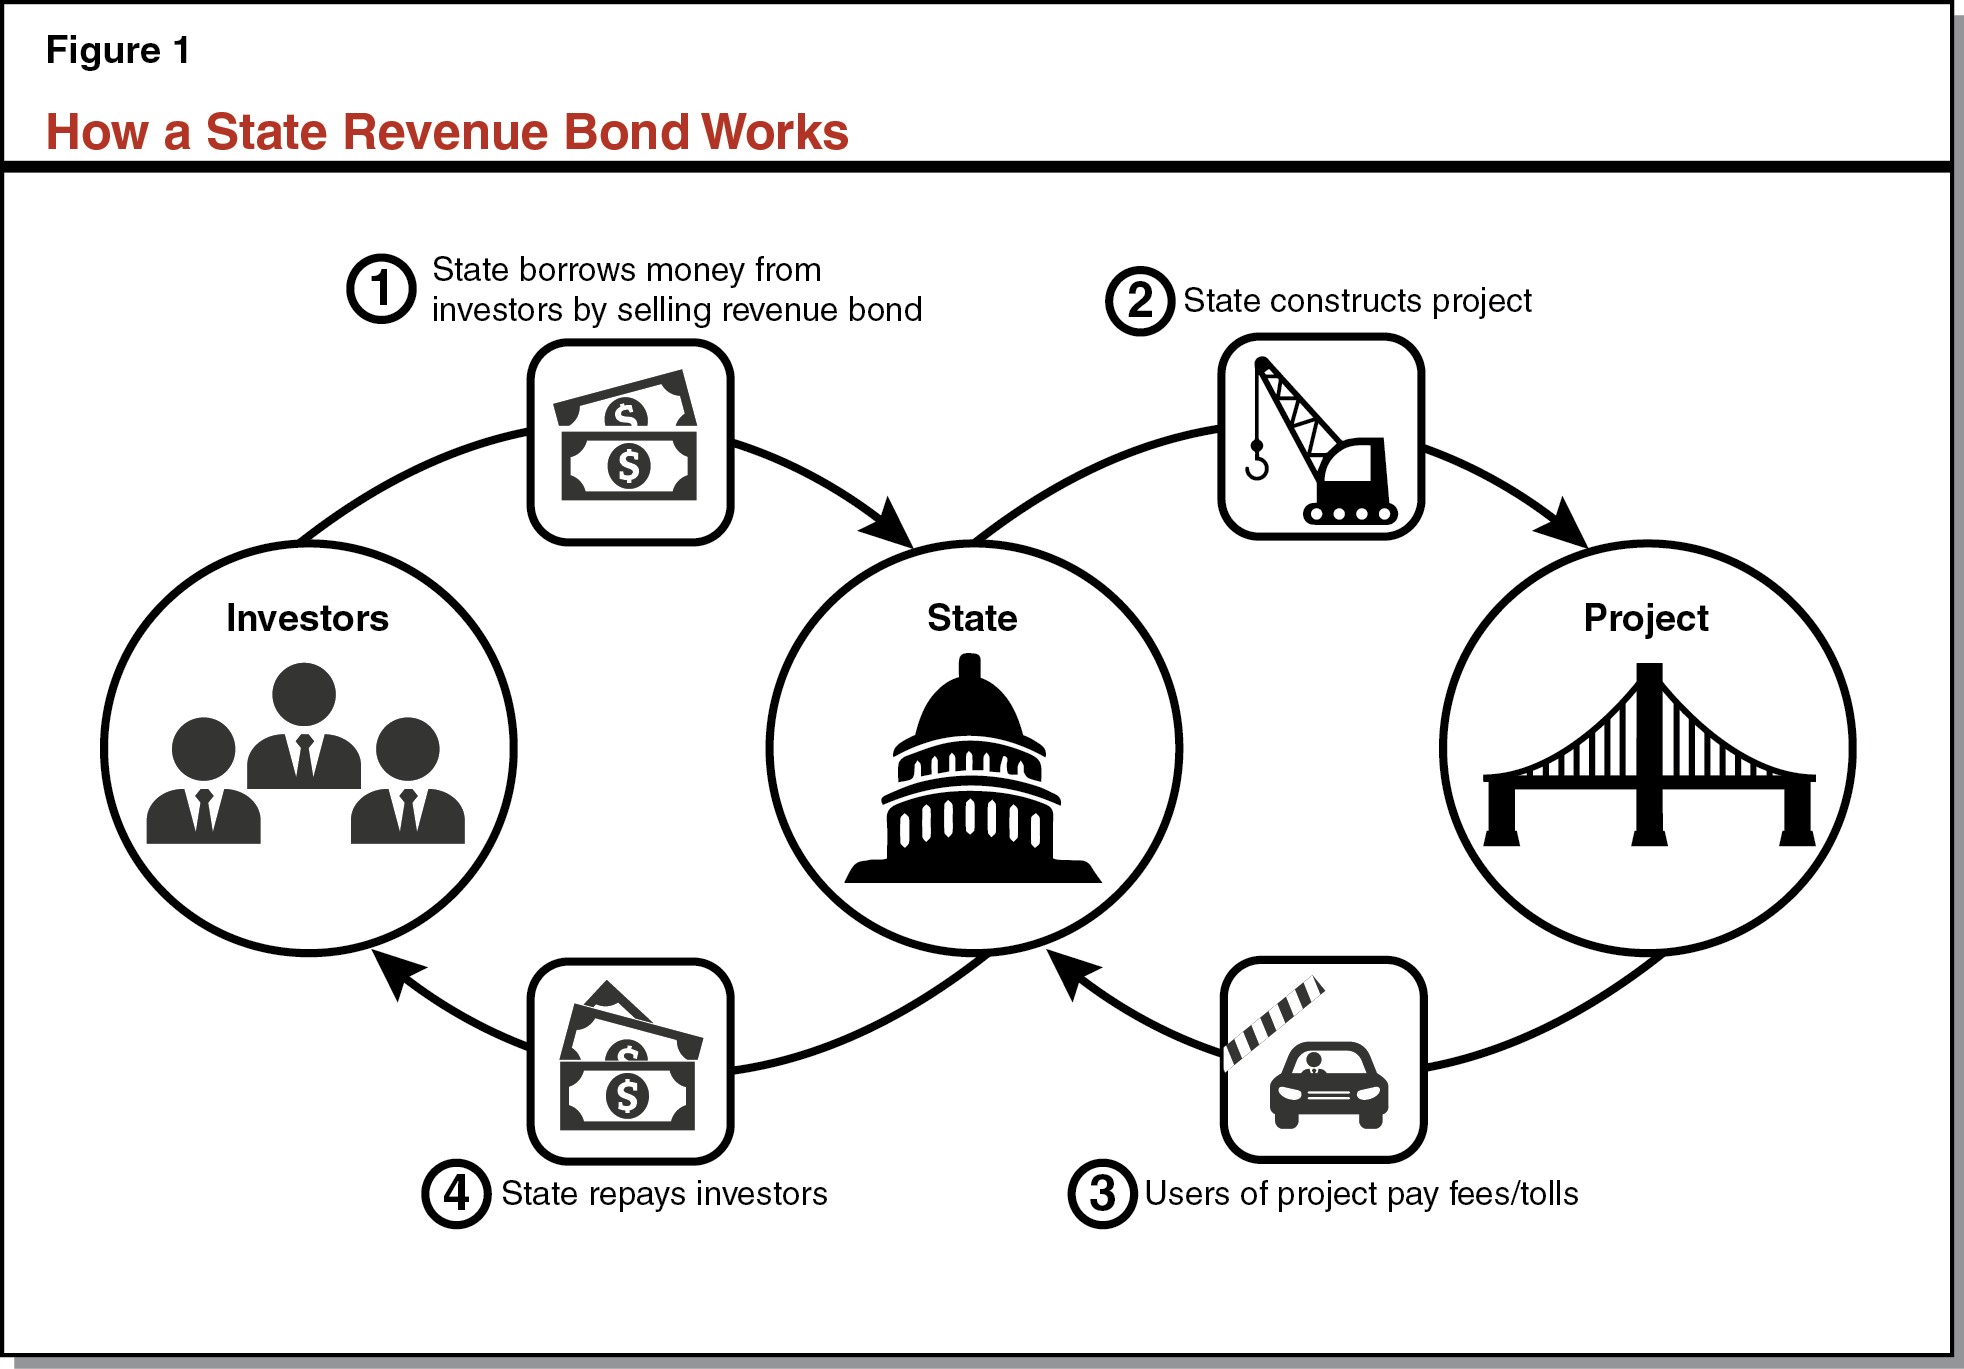 Figure 1
How a State Revenue Bond Works
1 State borrows money from
investors by selling revenue bond
2 State constructs project
Investors
$
$
State
Project
$
$
4 State repays investors
3 Users of project pay fees/tolls